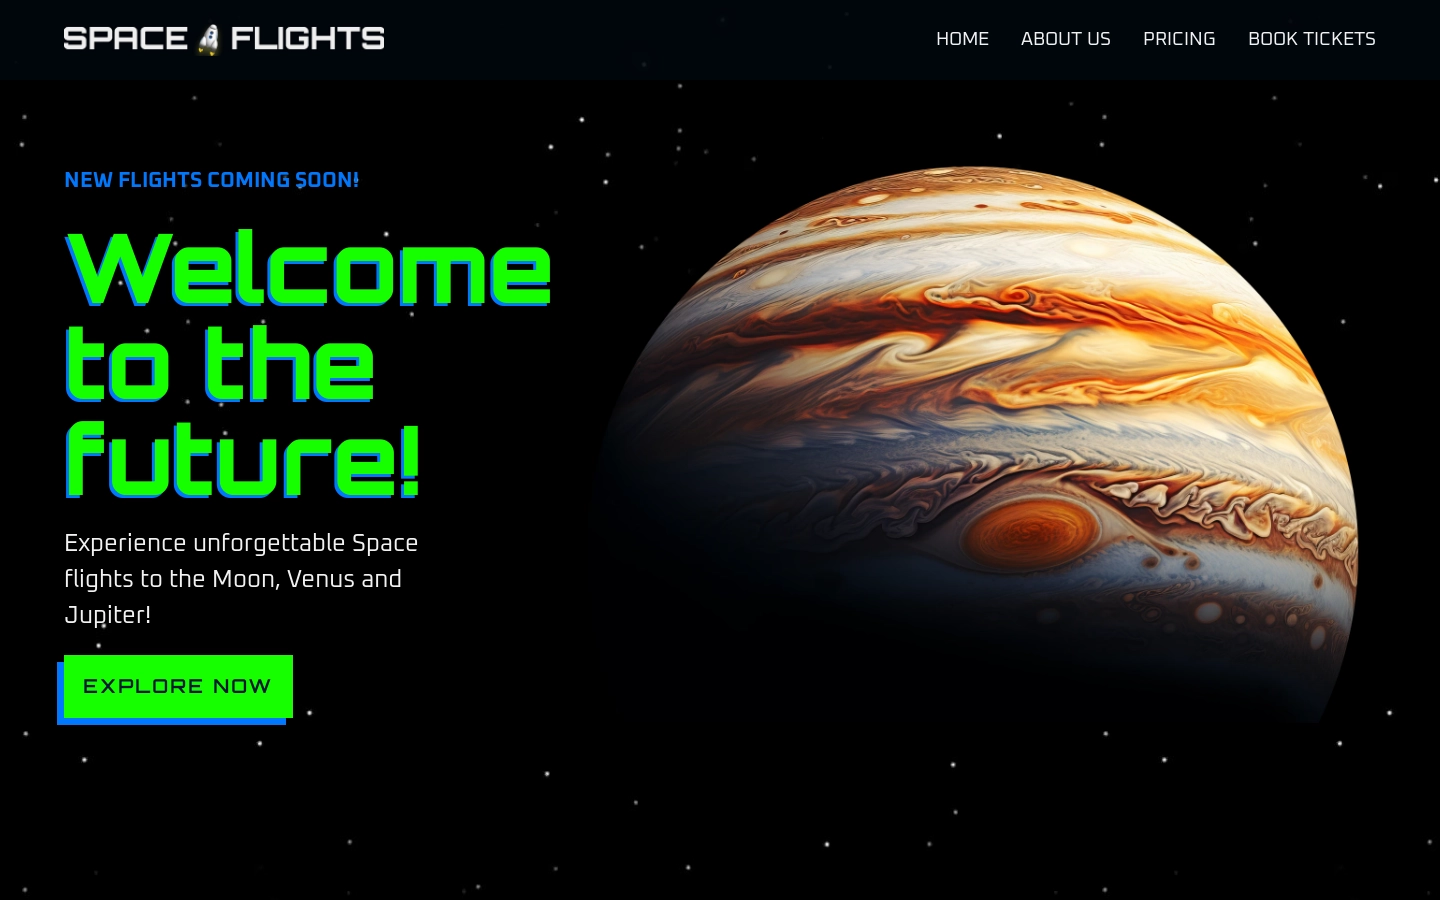 SPACE FLIGHTS
HOME ABOUT US PRICING BOOK TICKETS
NEW FLIGHTS COMING SOON!
Welcome
to the
future!
Experience unforgettable Space
flights to the Moon, Venus and
Jupiter!
EXPLORE NOW